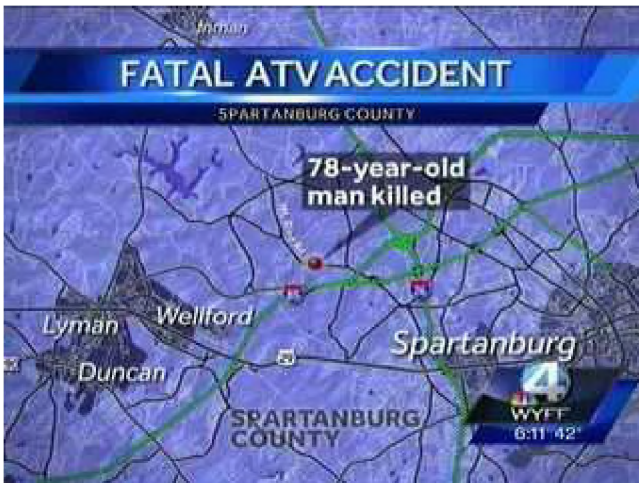 Inman
FATAL ATV ACCIDENT
SPARTANBURG COUNTY
78-year-old
man killed
Lyman
Wellford
29
Spartanburg
Duncan
4
SPARTANBURG
COUNTY
WYFF
6:11 42°